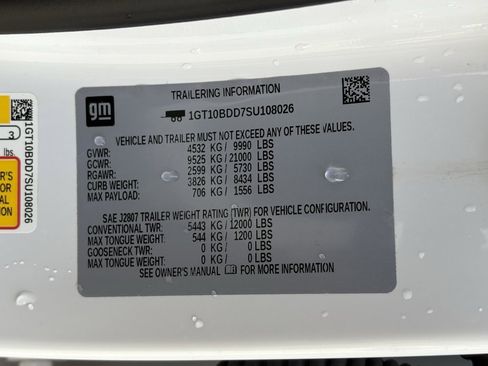 TRAILERING INFORMATION
gm
1GT10BDD7SU108026
VEHICLE AND TRAILER MUST NOT EXCEED ANY OF THESE VALUES.
GVWR: 4532 KG / 9990 LBS
GCWR: 9525 KG / 21000 LBS
RGAWR: 2599 KG / 5730 LBS
CURB WEIGHT: 3826 KG / 8434 LBS
MAX PAYLOAD: 706 KG / 1556 LBS
SAE J2807 TRAILER WEIGHT RATING (TWR) FOR VEHICLE CONFIGURATION.
CONVENTIONAL TWR: 5443 KG / 12000 LBS
MAX TONGUE WEIGHT: 544 KG / 1200 LBS
GOOSENECK TWR: 0 KG / 0 LBS
MAX TONGUE WEIGHT: 0 KG / 0 LBS
SEE OWNER'S MANUAL FOR MORE INFORMATION
1GT10BDD7SU108026
3
lbs.